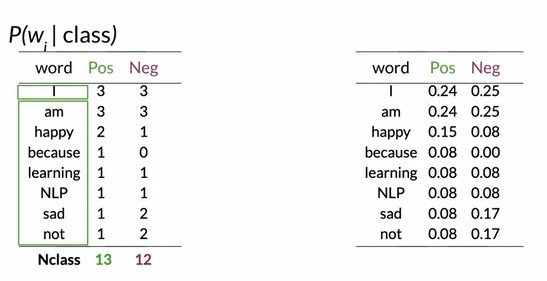 P(wi | class)
word Pos Neg
I 3 3
am 3 3
happy 2 1
because 1 0
learning 1 1
NLP 1 1
sad 1 2
not 1 2
Nclass 13 12
word Pos Neg
I 0.24 0.25
am 0.24 0.25
happy 0.15 0.08
because 0.08 0.00
learning 0.08 0.08
NLP 0.08 0.08
sad 0.08 0.17
not 0.08 0.17